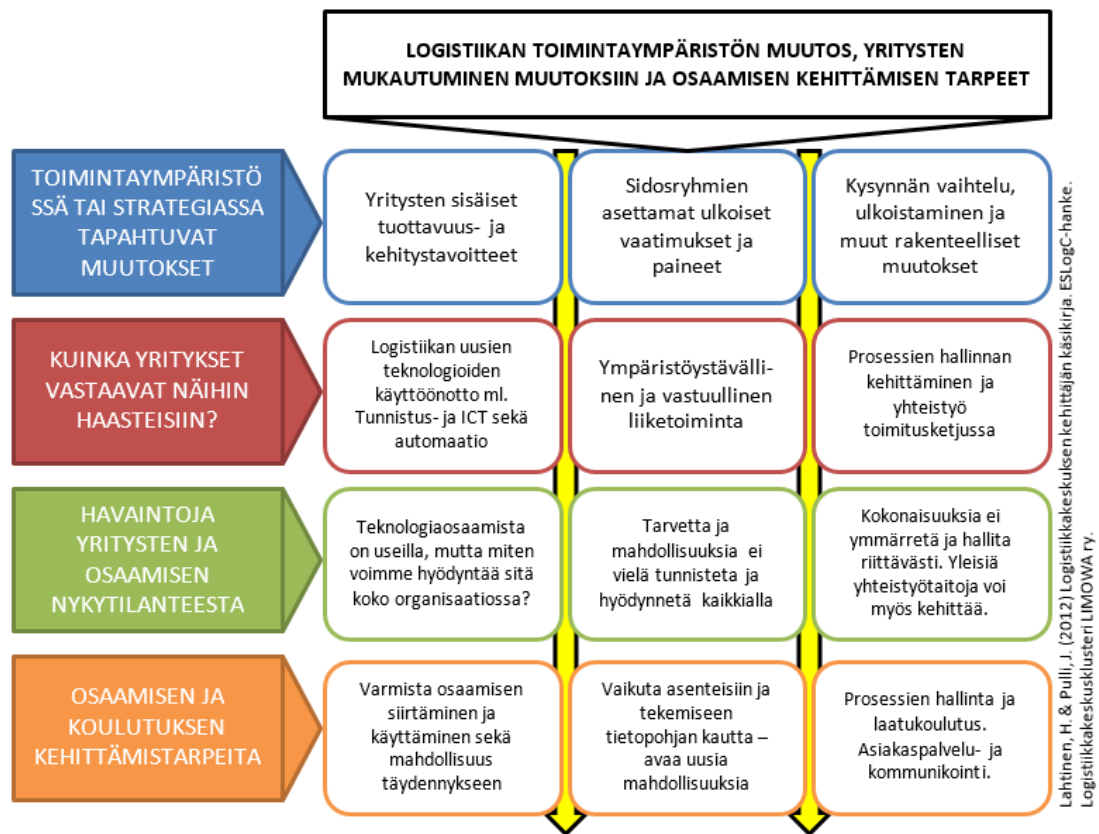 LOGISTIIKAN TOIMINTAYMPÄRISTÖN MUUTOS, YRITYSTEN
MUKAUTUMINEN MUUTOKSIIN JA OSAAMISEN KEHITTÄMISEN TARPEET
TOIMINTAYMPÄRISTÖ
SSÄ TAI STRATEGIASSA
TAPAHTUVAT
MUUTOKSET
Yritysten sisäiset
tuottavuus- ja
kehitystavoitteet
Sidosryhmien
asettamat ulkoiset
vaatimukset ja
paineet
Kysynnän vaihtelu,
ulkoistaminen ja
muut rakenteelliset
muutokset
KUINKA YRITYKSET
VASTAAVAT NÄIHIN
HAASTEISIIN?
Logistiikan uusien
teknologioiden
käyttöönotto ml.
Tunnistus- ja ICT sekä
automaatio
Ympäristöystävälli-
nen ja vastuullinen
liiketoiminta
Prosessien hallinnan
kehittäminen ja
yhteistyö
toimitusketjussa
HAVAINTOJA
YRITYSTEN JA
OSAAMISEN
NYKYTILANTEESTA
Teknologiaosaamista
on useilla, mutta miten
voimme hyödyntää sitä
koko organisaatiossa?
Tarvetta ja
mahdollisuuksia ei
vielä tunnisteta ja
hyödynnetä kaikkialla
Kokonaisuuksia ei
ymmärretä ja hallita
riittävästi. Yleisiä
yhteistyötaitoja voi
myös kehittää.
OSAAMISEN JA
KOULUTUKSEN
KEHITTÄMISTARPEITA
Varmista osaamisen
siirtäminen ja
käyttäminen sekä
mahdollisuus
täydennykseen
Vaikuta asenteisiin ja
tekemiseen
tietopohjan kautta –
avaa uusia
mahdollisuuksia
Prosessien hallinta ja
laatukoulutus.
Asiakaspalvelu- ja
kommunikointi.
Lahtinen, H. & Pulli, J. (2012) Logistiikkakeskuksen kehittäjän käsikirja. ESLogC-hanke.
Logistiikkakeskusklusteri LIMOWA ry.